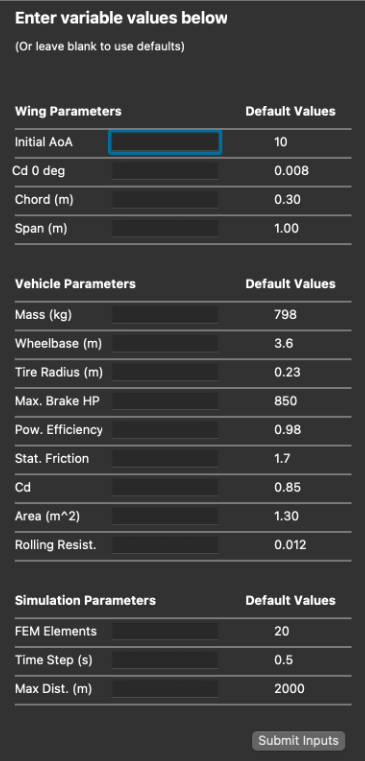 Enter variable values below
(Or leave blank to use defaults)
Wing Parameters Default Values
Initial AoA 10
Cd 0 deg 0.008
Chord (m) 0.30
Span (m) 1.00
Vehicle Parameters Default Values
Mass (kg) 798
Wheelbase (m) 3.6
Tire Radius (m) 0.23
Max. Brake HP 850
Pow. Efficiency 0.98
Stat. Friction 1.7
Cd 0.85
Area (m^2) 1.30
Rolling Resist. 0.012
Simulation Parameters Default Values
FEM Elements 20
Time Step (s) 0.5
Max Dist. (m) 2000
Submit Inputs